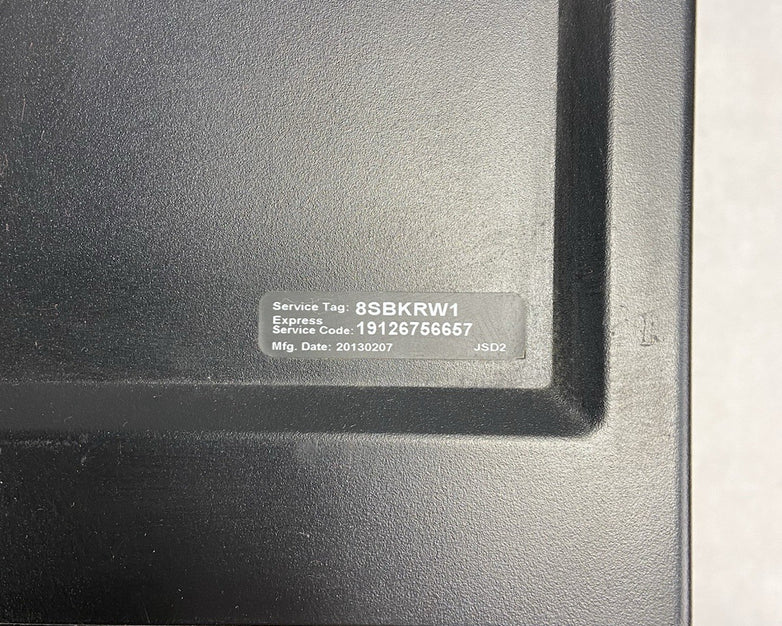 Service Tag: 8SBKRW1
Express
Service Code: 19126756657
Mfg. Date: 20130207 JSD2